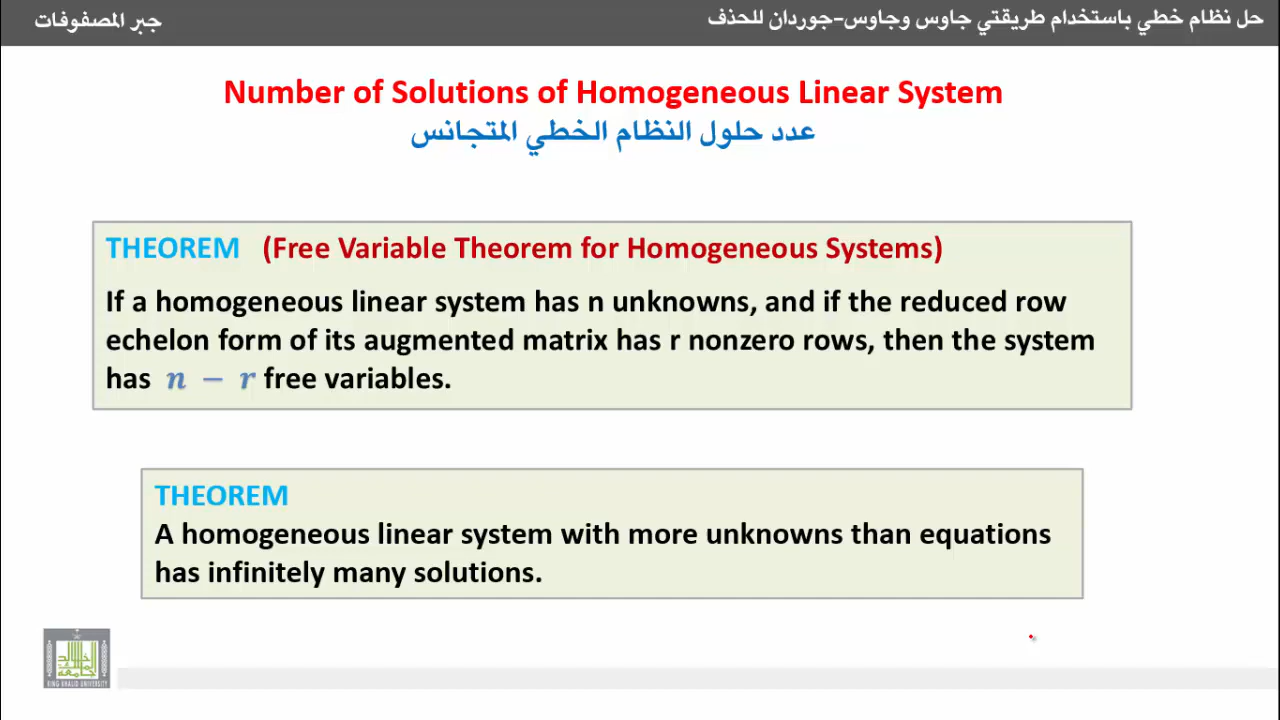 حل نظام خطي باستخدام طريقتي جاوس وجاوس-جوردان للحذف
جبر المصفوفات
Number of Solutions of Homogeneous Linear System
عدد حلول النظام الخطي المتجانس
THEOREM (Free Variable Theorem for Homogeneous Systems)
If a homogeneous linear system has n unknowns, and if the reduced row
echelon form of its augmented matrix has r nonzero rows, then the system
has n − r free variables.
THEOREM
A homogeneous linear system with more unknowns than equations
has infinitely many solutions.
KING KHALID UNIVERSITY